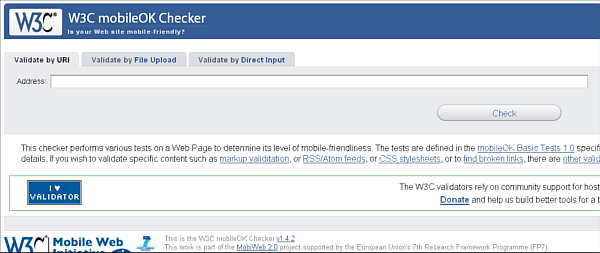 W3C® W3C mobileOK Checker
Is your Web site mobile-friendly?
Validate by URI Validate by File Upload Validate by Direct Input
Address:
Check
This checker performs various tests on a Web Page to determine its level of mobile-friendliness. The tests are defined in the mobileOK Basic Tests 1.0 specifi
details. If you wish to validate specific content such as markup validitation, or RSS/Atom feeds, or CSS stylesheets, or to find broken links, there are other valid
I ♥ VALIDATOR
The W3C validators rely on community support for host
Donate and help us build better tools for a b
W3C® Mobile Web Initiative
This is the W3C mobileOK Checker v1.4.2
This work is part of the MobiWeb 2.0 project supported by the European Union's 7th Research Framework Programme (FP7).